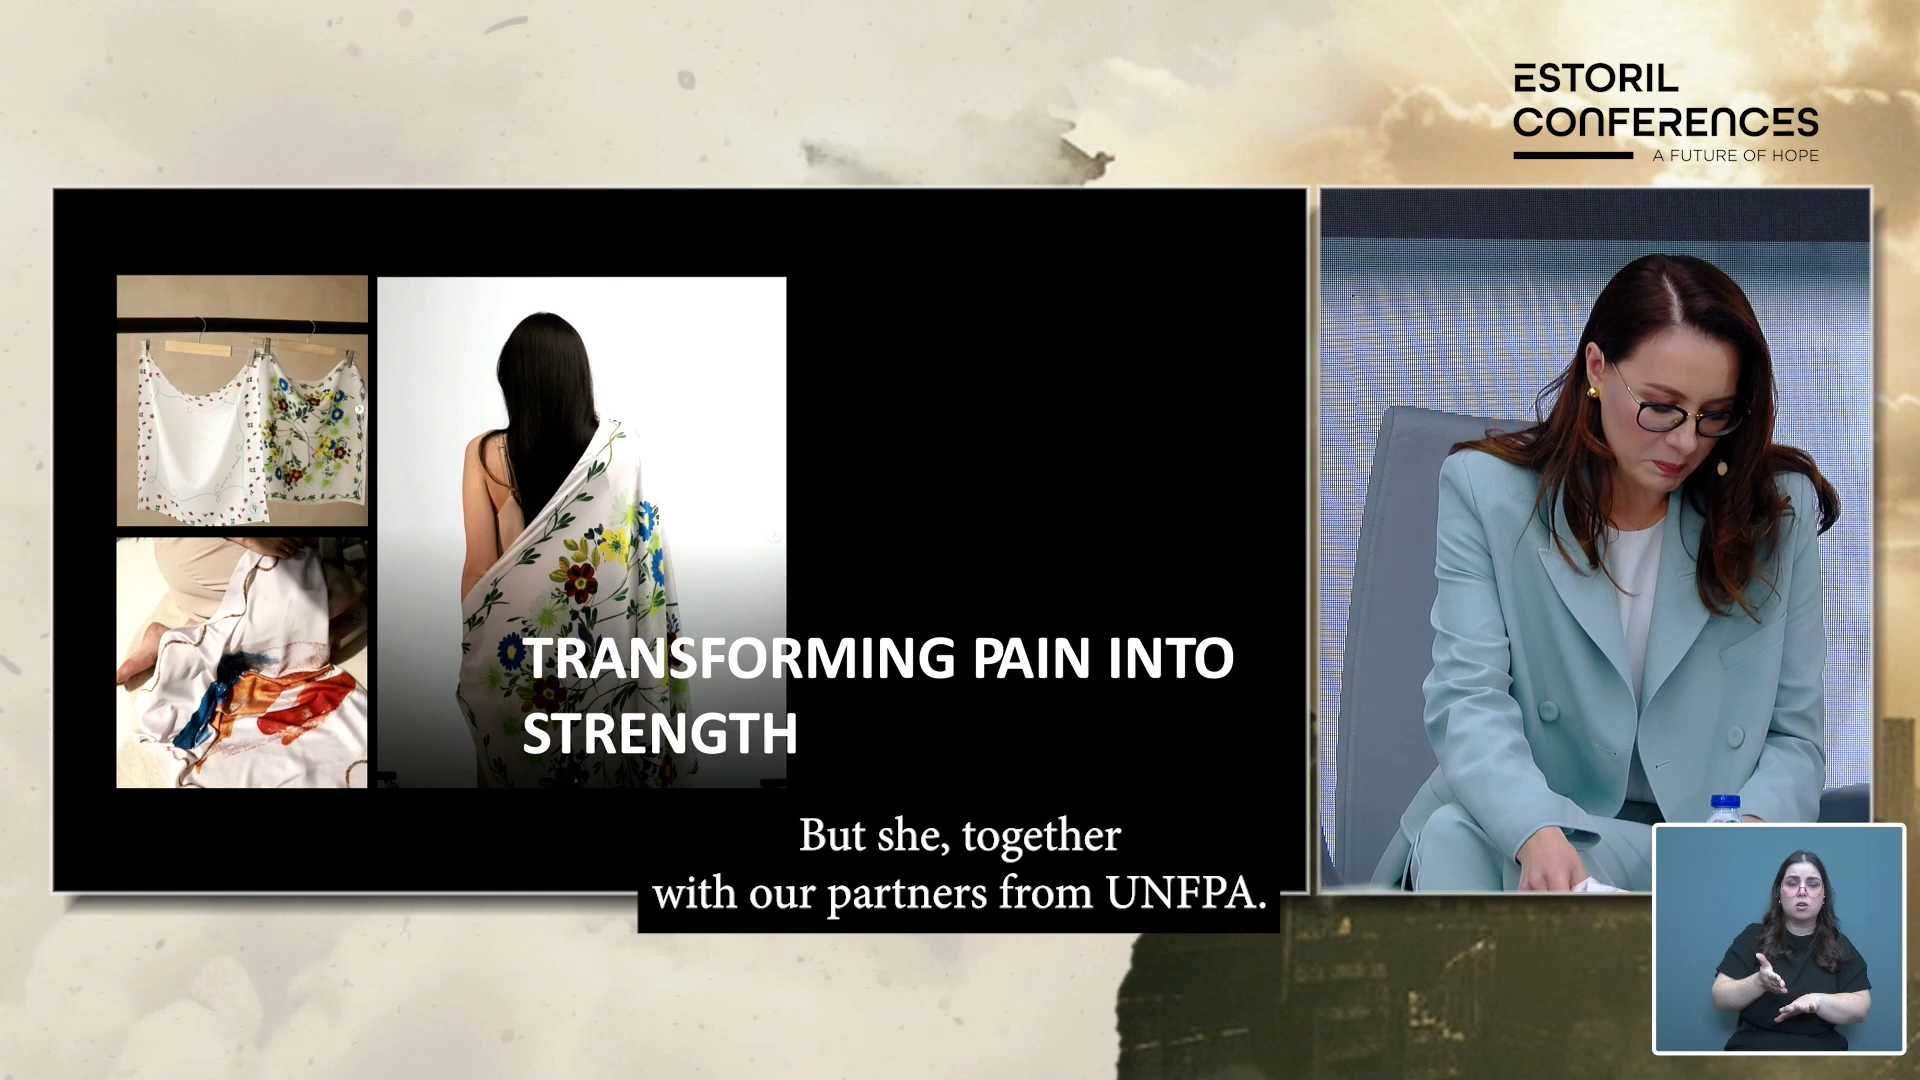 ESTORIL
CONFERENCES
A FUTURE OF HOPE
TRANSFORMING PAIN INTO
STRENGTH
But she, together
with our partners from UNFPA.